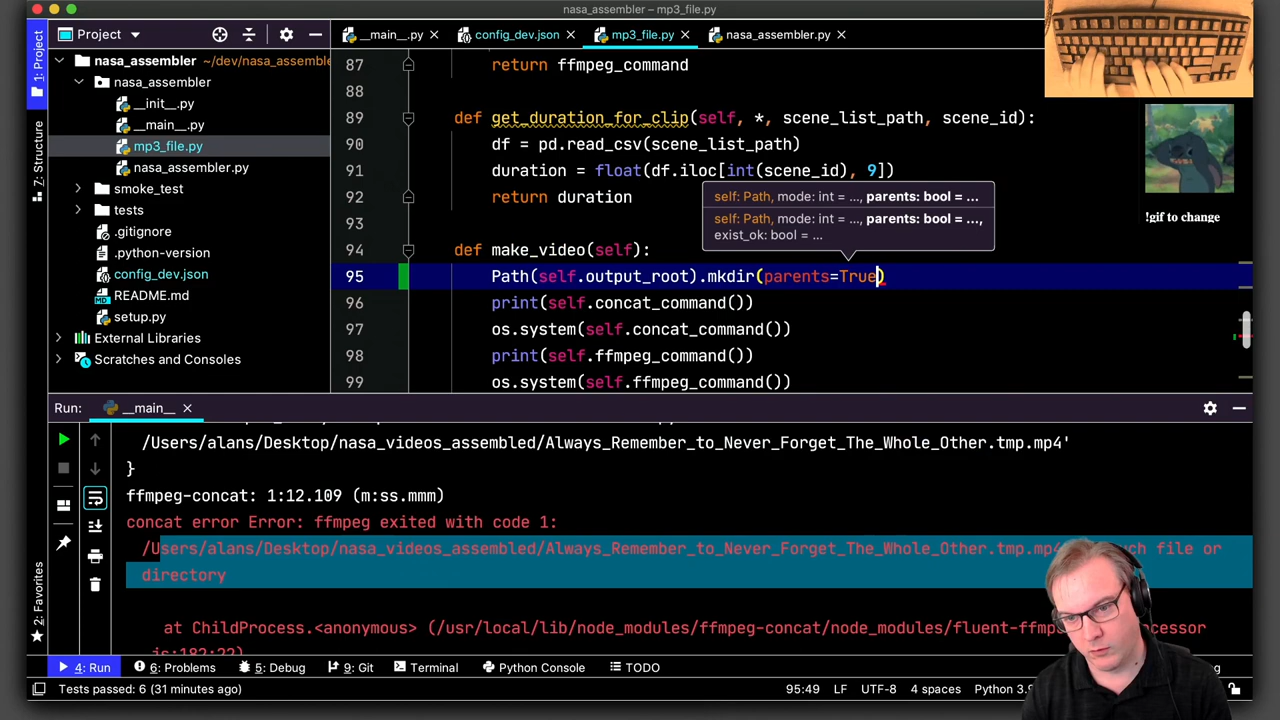 nasa_assembler – mp3_file.py
Project
__main__.py
config_dev.json
mp3_file.py
nasa_assembler.py
1: Project
7: Structure
2: Favorites
nasa_assembler ~/dev/nasa_assemble
nasa_assembler
__init__.py
__main__.py
mp3_file.py
nasa_assembler.py
smoke_test
tests
.gitignore
.python-version
config_dev.json
README.md
setup.py
External Libraries
Scratches and Consoles
87 return ffmpeg_command
88
89 def get_duration_for_clip(self, *, scene_list_path, scene_id):
90 df = pd.read_csv(scene_list_path)
91 duration = float(df.iloc[int(scene_id), 9])
92 return duration
93
self: Path, mode: int = ..., parents: bool = ...
self: Path, mode: int = ..., parents: bool = ...,
exist_ok: bool = ...
94 def make_video(self):
95 Path(self.output_root).mkdir(parents=True)
96 print(self.concat_command())
97 os.system(self.concat_command())
98 print(self.ffmpeg_command())
99 os.system(self.ffmpeg_command())
!gif to change
Run: __main__
/Users/alans/Desktop/nasa_videos_assembled/Always_Remember_to_Never_Forget_The_Whole_Other.tmp.mp4'
}
ffmpeg-concat: 1:12.109 (m:ss.mmm)
concat error Error: ffmpeg exited with code 1:
/Users/alans/Desktop/nasa_videos_assembled/Always_Remember_to_Never_Forget_The_Whole_Other.tmp.mp4 file or
directory
at ChildProcess.<anonymous> (/usr/local/lib/node_modules/ffmpeg-concat/node_modules/fluent-ffmp
js:182:22)
4: Run
6: Problems
5: Debug
9: Git
Terminal
Python Console
TODO
Tests passed: 6 (31 minutes ago)
95:49 LF UTF-8 4 spaces Python 3.9